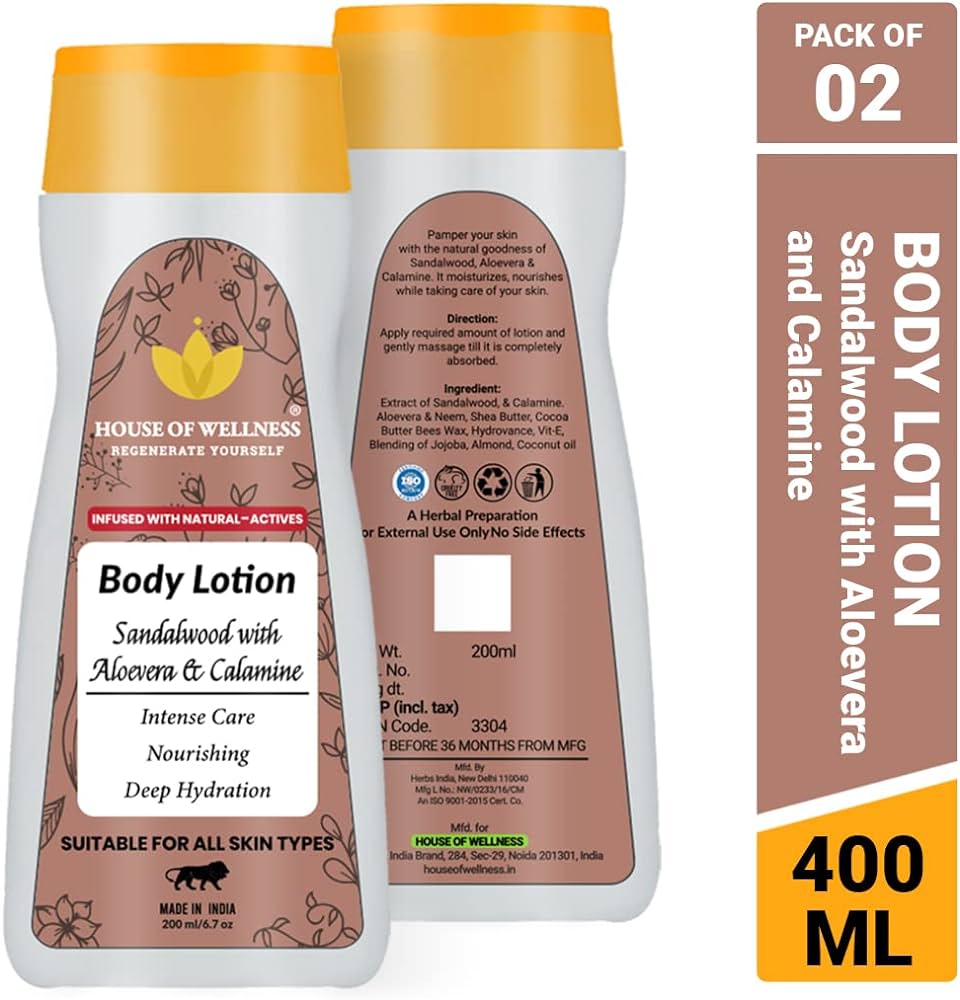 HOUSE OF WELLNESS
®
REGENERATE YOURSELF
INFUSED WITH NATURAL-ACTIVES
Body Lotion
Sandalwood with
Aloevera & Calamine
Intense Care
Nourishing
Deep Hydration
SUITABLE FOR ALL SKIN TYPES
MADE IN INDIA
200 ml/6.7 oz
Pamper your skin
with the natural goodness of
Sandalwood, Aloevera &
Calamine. It moisturizes, nourishes
while taking care of your skin.
Direction:
Apply required amount of lotion and
gently massage till it is completely
absorbed.
Ingredient:
Extract of Sandalwood, & Calamine.
Aloevera & Neem, Shea Butter, Cocoa
Butter Bees Wax, Hydrovance, Vit-E,
Blending of Jojoba, Almond, Coconut oil
ISO
CRUELTY
FREE
A Herbal Preparation
or External Use Only No Side Effects
Wt. 200ml
. No.
g dt.
P (incl. tax)
N Code. 3304
T BEFORE 36 MONTHS FROM MFG
Mfd. By
Herbs India, New Delhi 110040
Mfg L No.: NW/0233/16/CM
An ISO 9001-2015 Cert. Co.
Mfd. for
HOUSE OF WELLNESS
India Brand, 284, Sec-29, Noida 201301, India
houseofwellness.in
PACK OF
02
BODY LOTION
Sandalwood with Aloevera
and Calamine
400
ML